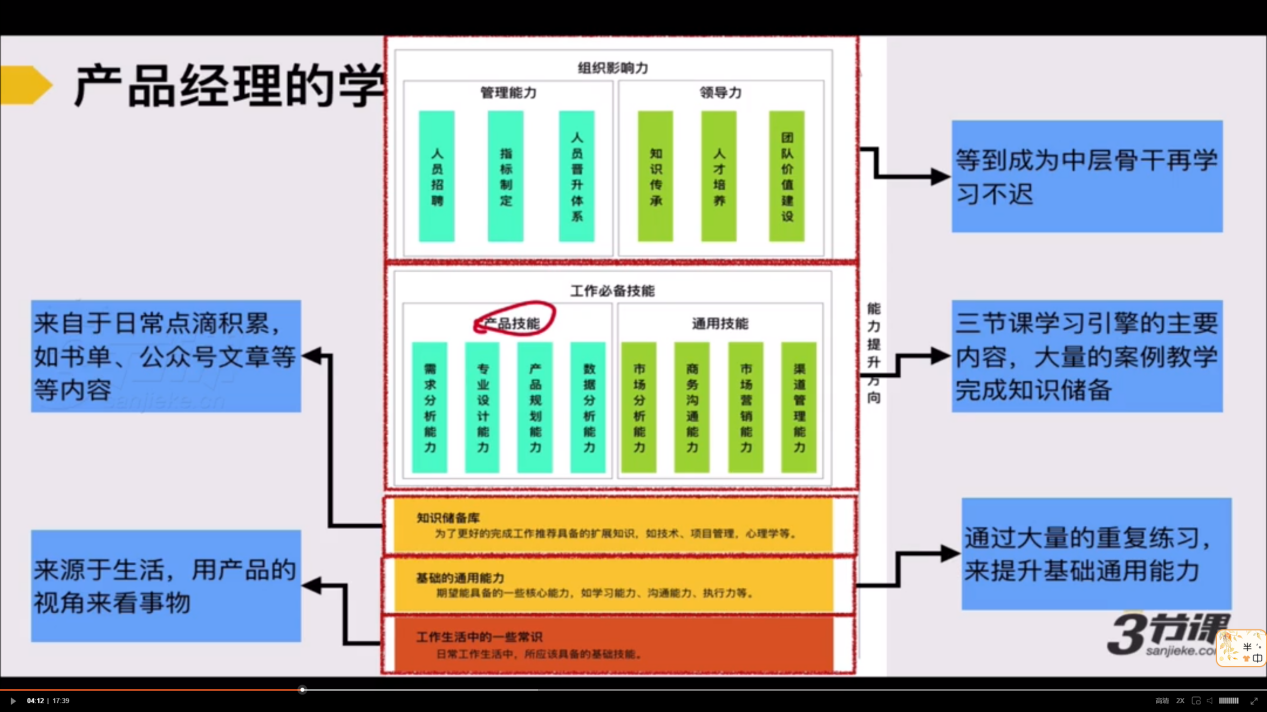 产品经理的学
组织影响力
管理能力
领导力
人员招聘
指标制定
人员晋升体系
知识传承
人才培养
团队价值建设
等到成为中层骨干再学
习不迟
工作必备技能
产品技能
通用技能
需求分析能力
专业设计能力
产品规划能力
数据分析能力
市场分析能力
商务沟通能力
市场营销能力
渠道管理能力
能力提升方向
来自于日常点滴积累，
如书单、公众号文章等
等内容
sanjieke.cn
三节课学习引擎的主要
内容，大量的案例教学
完成知识储备
知识储备库
为了更好的完成工作推荐具备的扩展知识，如技术、项目管理，心理学等。
基础的通用能力
期望能具备的一些核心能力，如学习能力、沟通能力、执行力等。
工作生活中的一些常识
日常工作生活中，所应该具备的基础技能。
来源于生活，用产品的
视角来看事物
通过大量的重复练习，
来提升基础通用能力
3节课
sanjieke.co
半
中
04:12 | 17:39
高清
2X